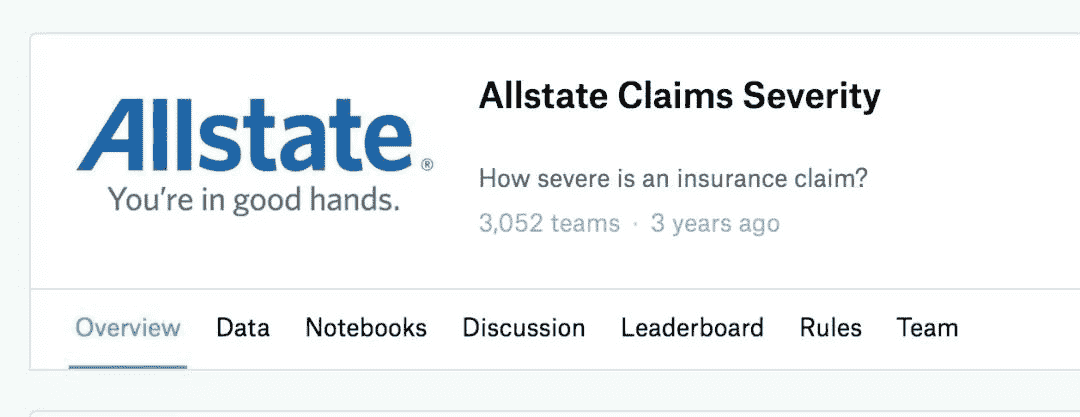 Allstate®
You're in good hands.
Allstate Claims Severity
How severe is an insurance claim?
3,052 teams · 3 years ago
Overview Data Notebooks Discussion Leaderboard Rules Team